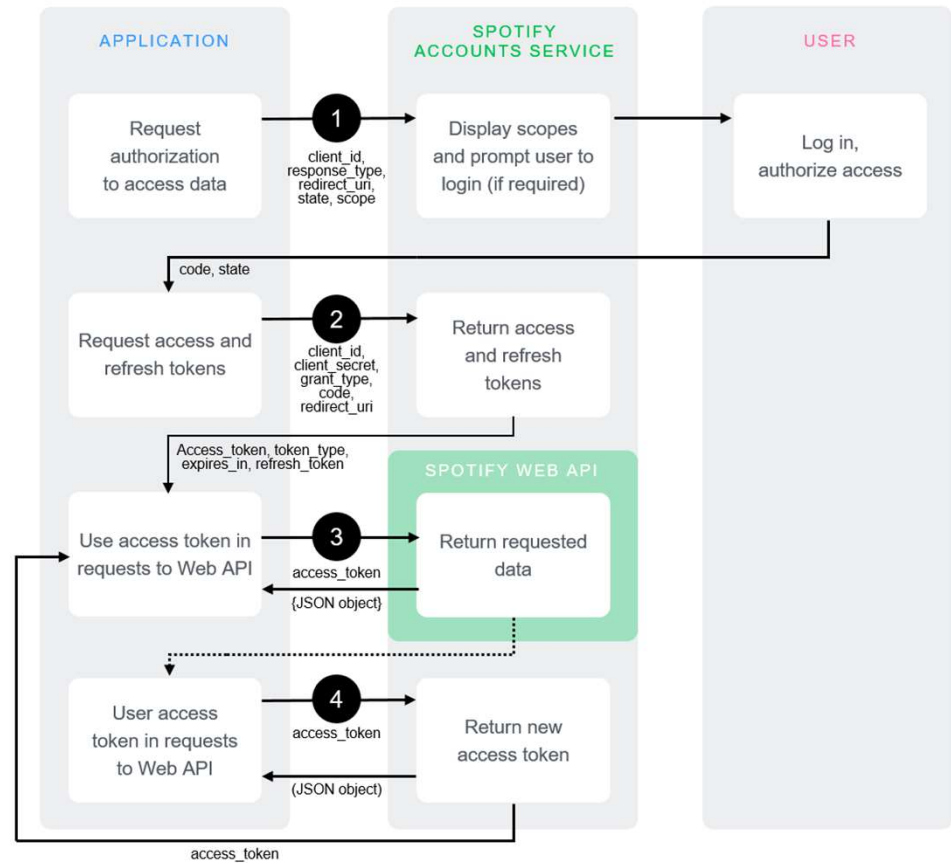 APPLICATION
SPOTIFY
ACCOUNTS SERVICE
USER
Request
authorization
to access data
1
client_id,
response_type,
redirect_uri,
state, scope
Display scopes
and prompt user to
login (if required)
Log in,
authorize access
code, state
Request access and
refresh tokens
2
client_id,
client_secret,
grant_type,
code,
redirect_uri
Return access
and refresh
tokens
Access_token, token_type,
expires_in, refresh_token
SPOTIFY WEB API
Use access token in
requests to Web API
3
access_token
{JSON object}
Return requested
data
User access
token in requests
to Web API
4
access_token
(JSON object)
Return new
access token
access_token